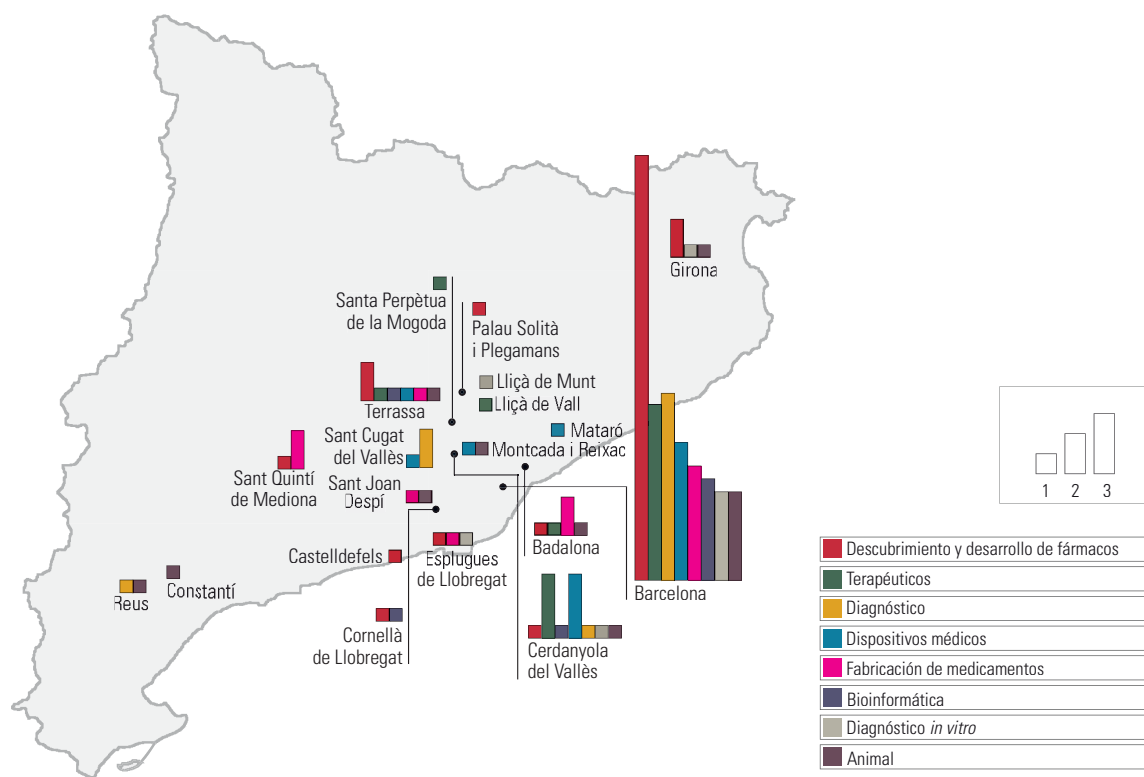 Girona
Santa Perpètua
de la Mogoda
Palau Solità
i Plegamans
Lliçà de Munt
Lliçà de Vall
Terrassa
Mataró
Montcada i Reixac
Sant Cugat
del Vallès
Sant Quintí
de Mediona
Sant Joan
Despí
Badalona
Castelldefels
Esplugues
de Llobregat
Barcelona
Constantí
Reus
Cornellà
de Llobregat
Cerdanyola
del Vallès
1 2 3
Descubrimiento y desarrollo de fármacos
Terapéuticos
Diagnóstico
Dispositivos médicos
Fabricación de medicamentos
Bioinformática
Diagnóstico in vitro
Animal